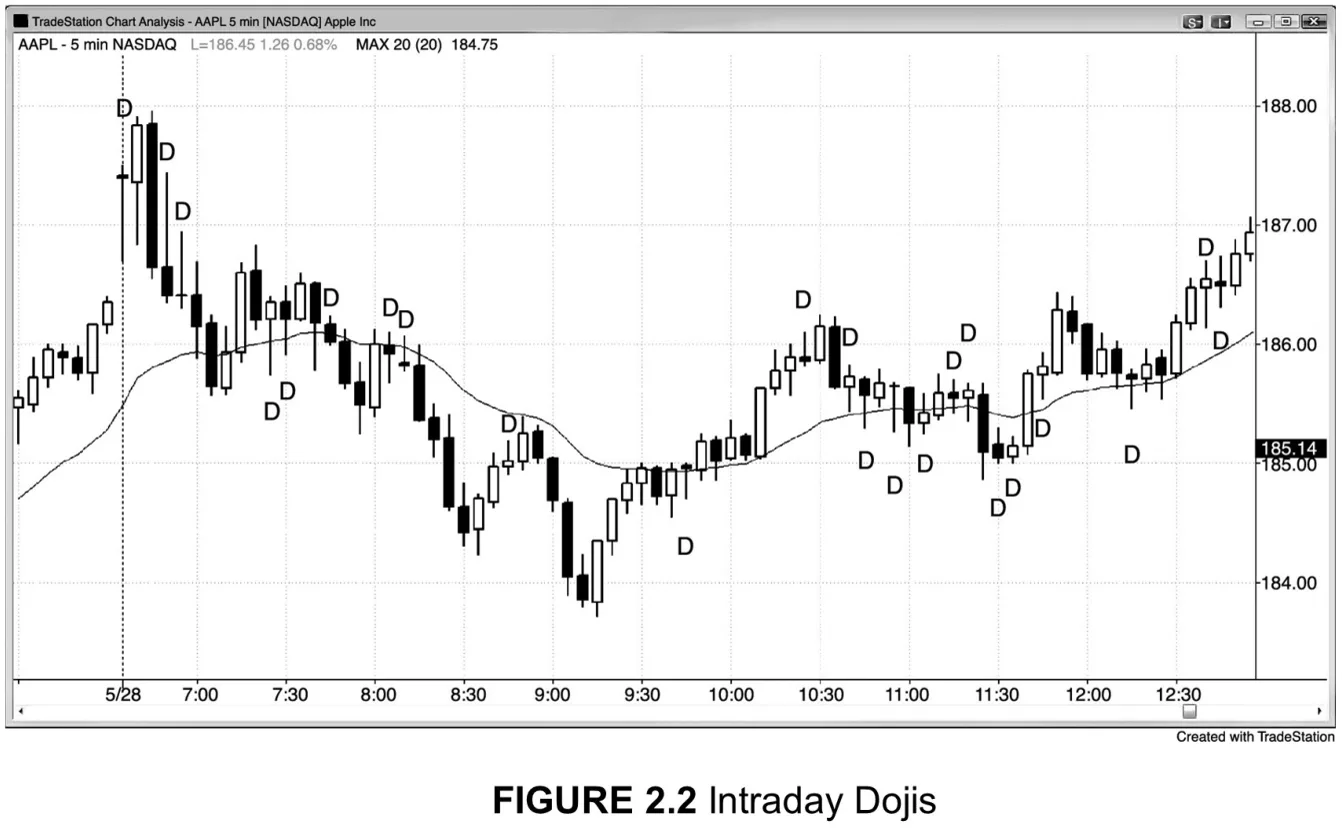 TradeStation Chart Analysis - AAPL 5 min [NASDAQ] Apple Inc
S I
AAPL - 5 min NASDAQ L=186.45 1.26 0.68% MAX 20 (20) 184.75
D
188.00
D
D
187.00
D
D
D
D
D
D
186.00
D
D
D
D
D
D
D
D
D
D
D
D
D
185.14
185.00
D
D
D
D
184.00
5/28 7:00 7:30 8:00 8:30 9:00 9:30 10:00 10:30 11:00 11:30 12:00 12:30
Created with TradeStation
FIGURE 2.2 Intraday Dojis